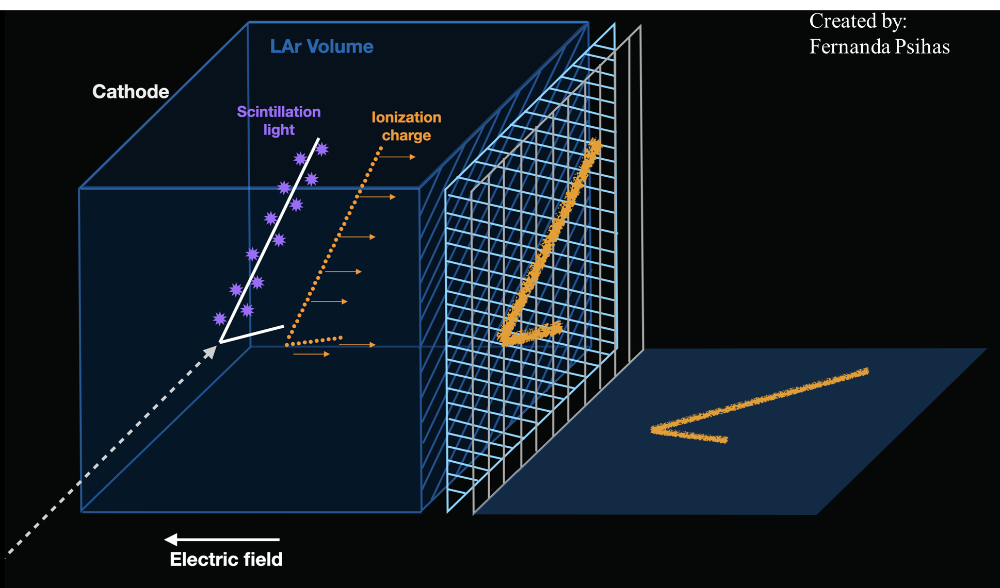 Created by:
Fernanda Psihas
LAr Volume
Cathode
Scintillation
light
Ionization
charge
Electric field